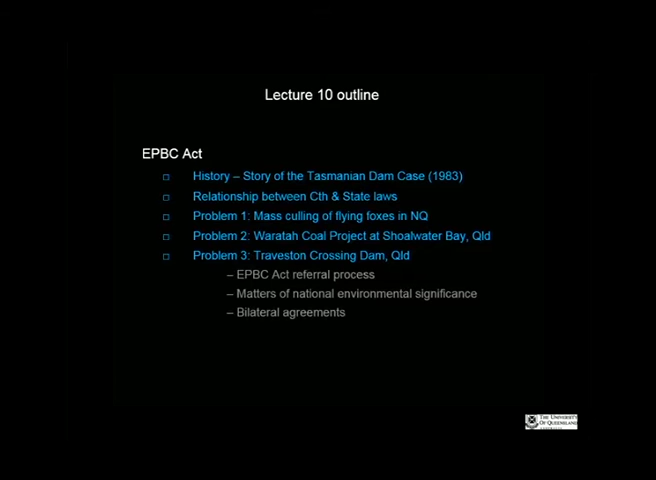 Lecture 10 outline
EPBC Act
History – Story of the Tasmanian Dam Case (1983)
Relationship between Cth & State laws
Problem 1: Mass culling of flying foxes in NQ
Problem 2: Waratah Coal Project at Shoalwater Bay, Qld
Problem 3: Traveston Crossing Dam, Qld
– EPBC Act referral process
– Matters of national environmental significance
– Bilateral agreements
THE UNIVERSITY
OF QUEENSLAND